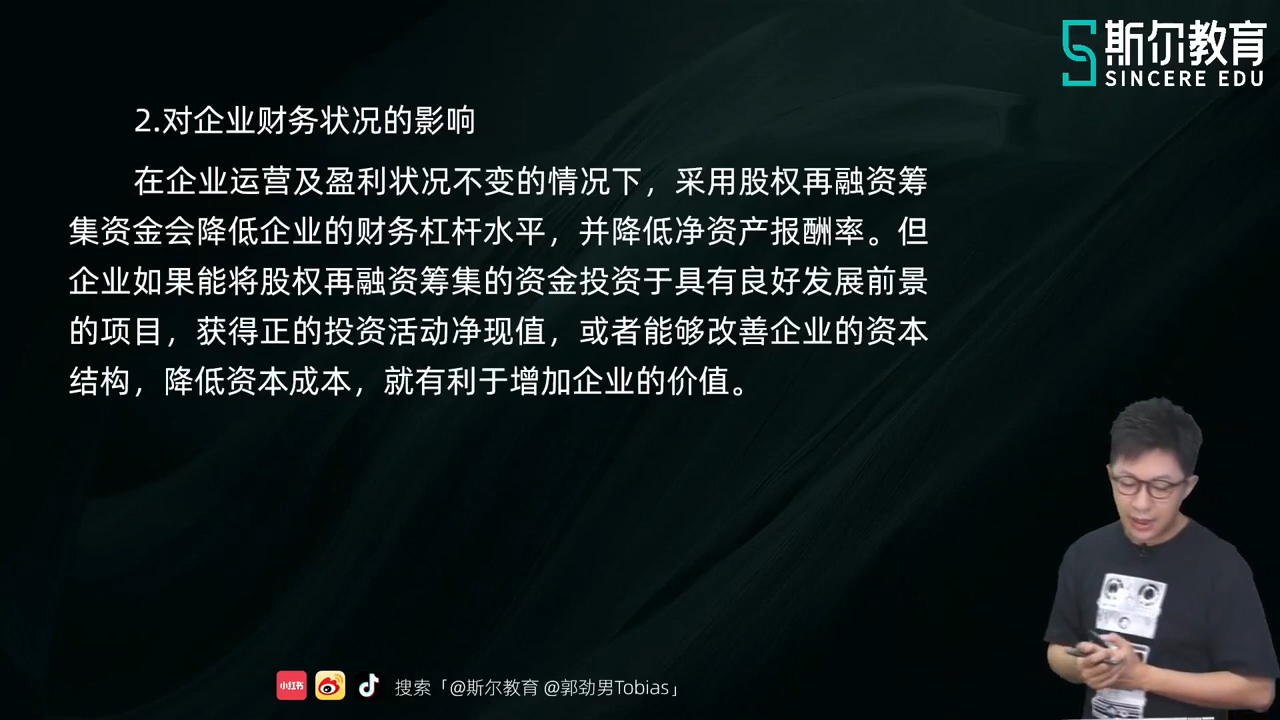 斯尔教育
SINCERE EDU
2.对企业财务状况的影响
在企业运营及盈利状况不变的情况下，采用股权再融资筹
集资金会降低企业的财务杠杆水平，并降低净资产报酬率。但
企业如果能将股权再融资筹集的资金投资于具有良好发展前景
的项目，获得正的投资活动净现值，或者能够改善企业的资本
结构，降低资本成本，就有利于增加企业的价值。
小红书
搜索「@斯尔教育 @郭劲男Tobias」